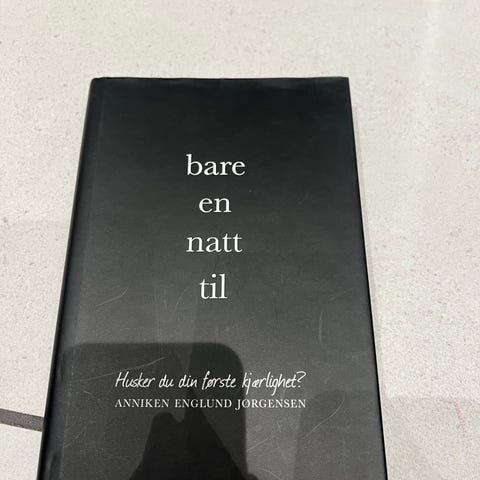 bare
en
natt
til
Husker du din første kjærlighet?
ANNIKEN ENGLUND JØRGENSEN